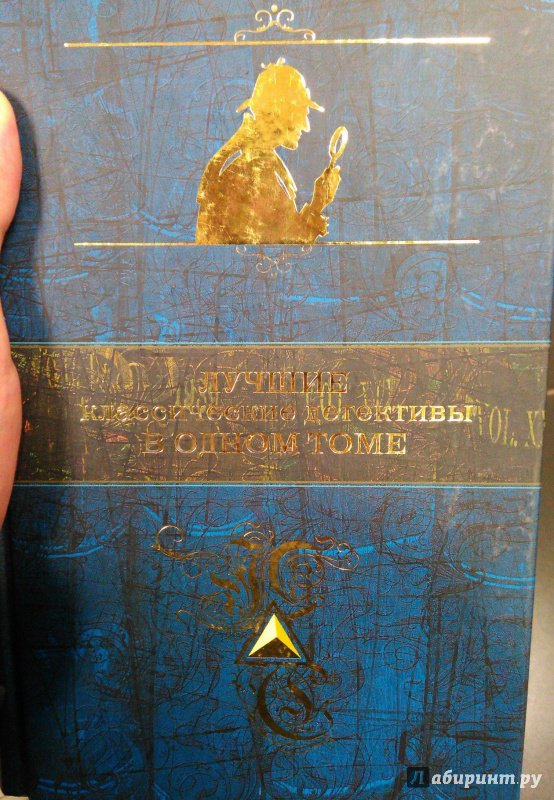 ЛУЧШИЕ
классические детективы
В ОДНОМ ТОМЕ
Лабиринт.ру